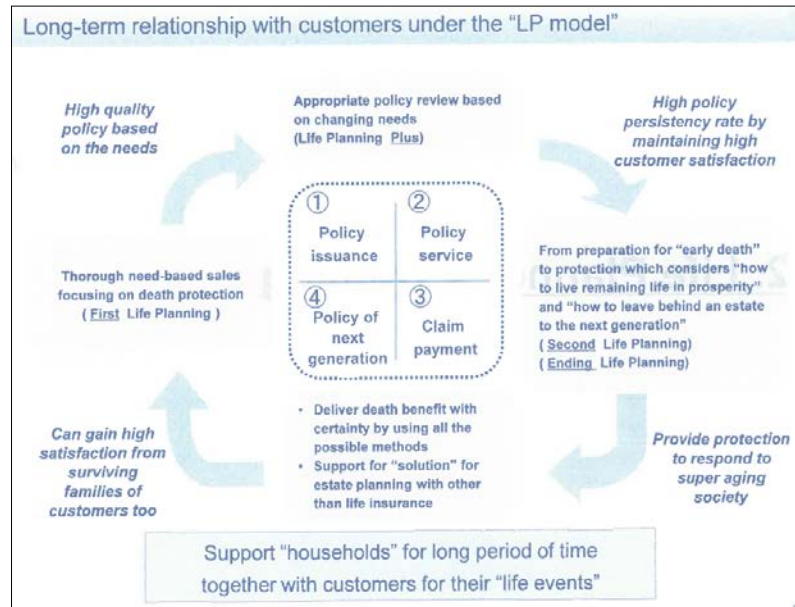 Long-term relationship with customers under the "LP model"
High quality
policy based
on the needs
Appropriate policy review based
on changing needs
(Life Planning Plus)
High policy
persistency rate by
maintaining high
customer satisfaction
①
Policy
issuance
②
Policy
service
Thorough need-based sales
focusing on death protection
( First Life Planning )
From preparation for "early death"
to protection which considers "how
to live remaining life in prosperity"
and "how to leave behind an estate
to the next generation"
( Second Life Planning)
( Ending Life Planning)
④
Policy of
next
generation
③
Claim
payment
Can gain high
satisfaction from
surviving
families of
customers too
• Deliver death benefit with
certainty by using all the
possible methods
• Support for "solution" for
estate planning with other
than life insurance
Provide protection
to respond to
super aging
society
Support "households" for long period of time
together with customers for their "life events"